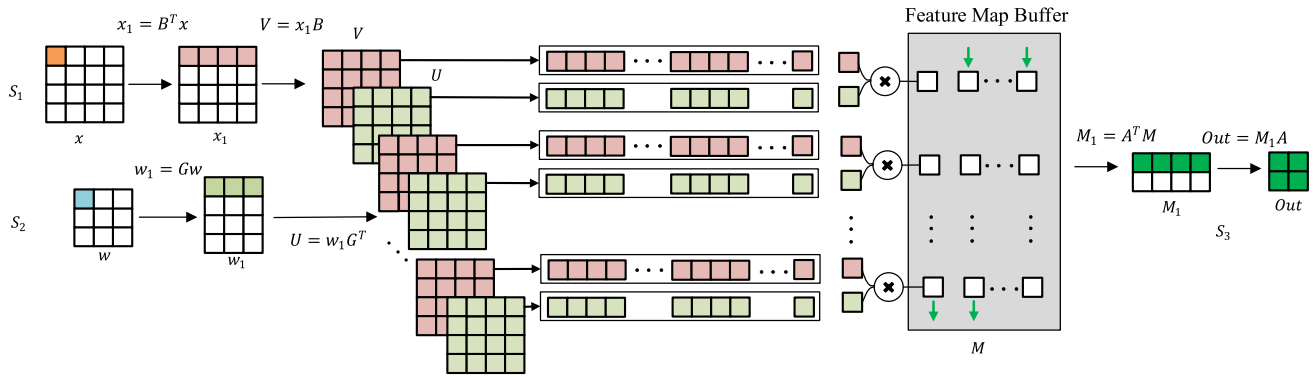 Feature Map Buffer
x₁ = Bᵀx
V = x₁B
V
U
S₁
x
x₁
w₁ = Gw
S₂
w
w₁
U = w₁Gᵀ
M₁ = AᵀM
Out = M₁A
M₁
Out
S₃
M